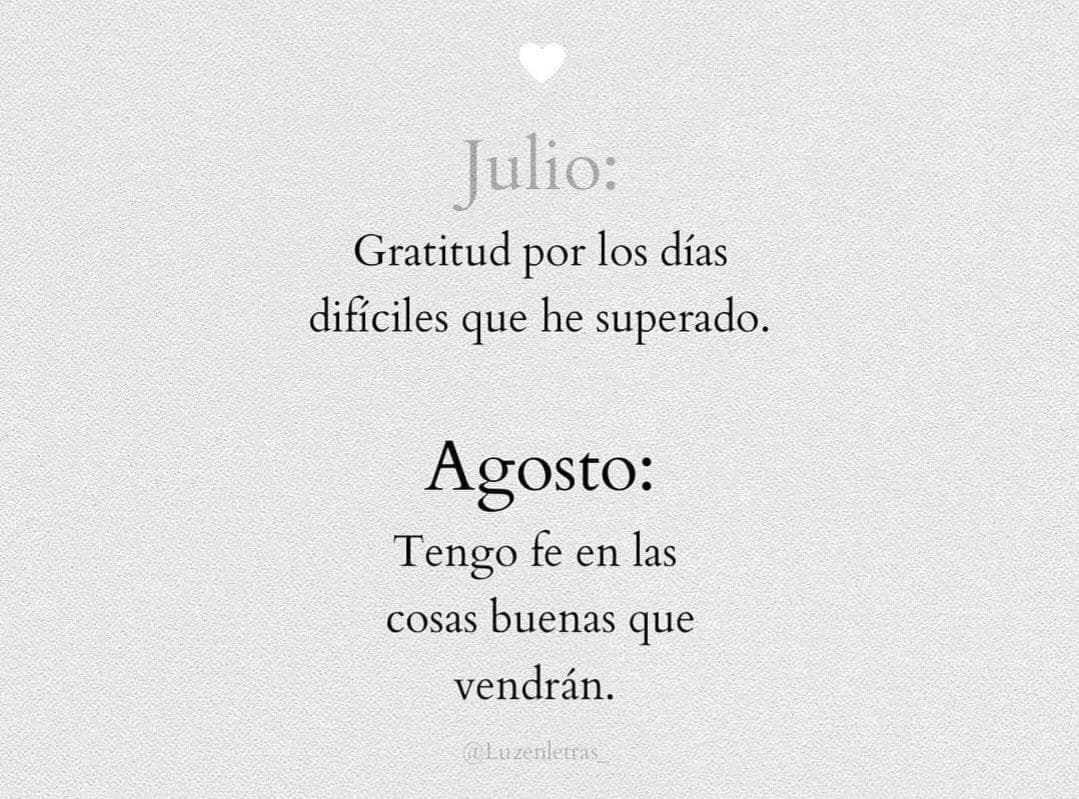 Julio:
Gratitud por los días
difíciles que he superado.
Agosto:
Tengo fe en las
cosas buenas que
vendrán.
@Luzenletras_